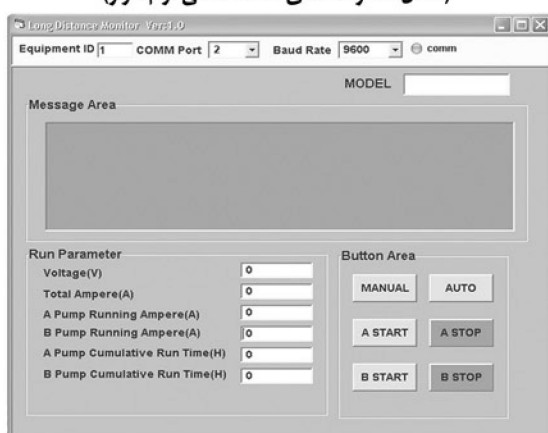 Long Distance Monitor Ver:1.0
Equipment ID 1 COMM Port 2 Baud Rate 9600 comm
MODEL
Message Area
Run Parameter
Voltage(V) 0
Total Ampere(A) 0
A Pump Running Ampere(A) 0
B Pump Running Ampere(A) 0
A Pump Cumulative Run Time(H) 0
B Pump Cumulative Run Time(H) 0
Button Area
MANUAL AUTO
A START A STOP
B START B STOP